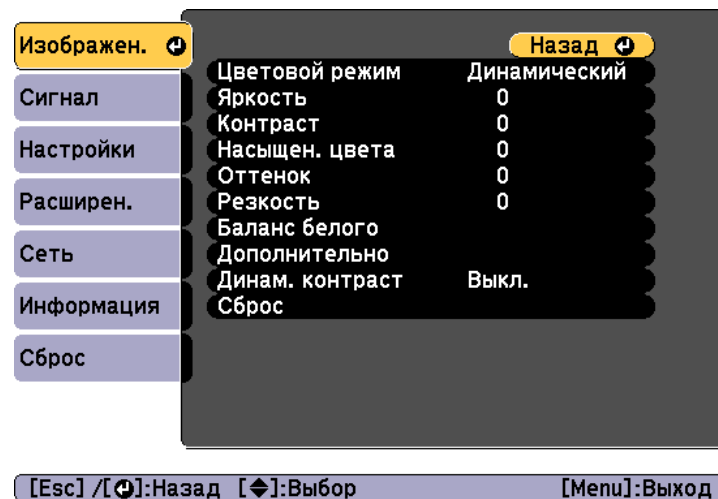 Изображен.
Назад
Цветовой режим Динамический
Сигнал
Яркость 0
Контраст 0
Настройки
Насыщен. цвета 0
Оттенок 0
Расширен.
Резкость 0
Баланс белого
Сеть
Дополнительно
Динам. контраст Выкл.
Информация
Сброс
Сброс
[Esc] /[ ]:Назад [ ]:Выбор [Menu]:Выход